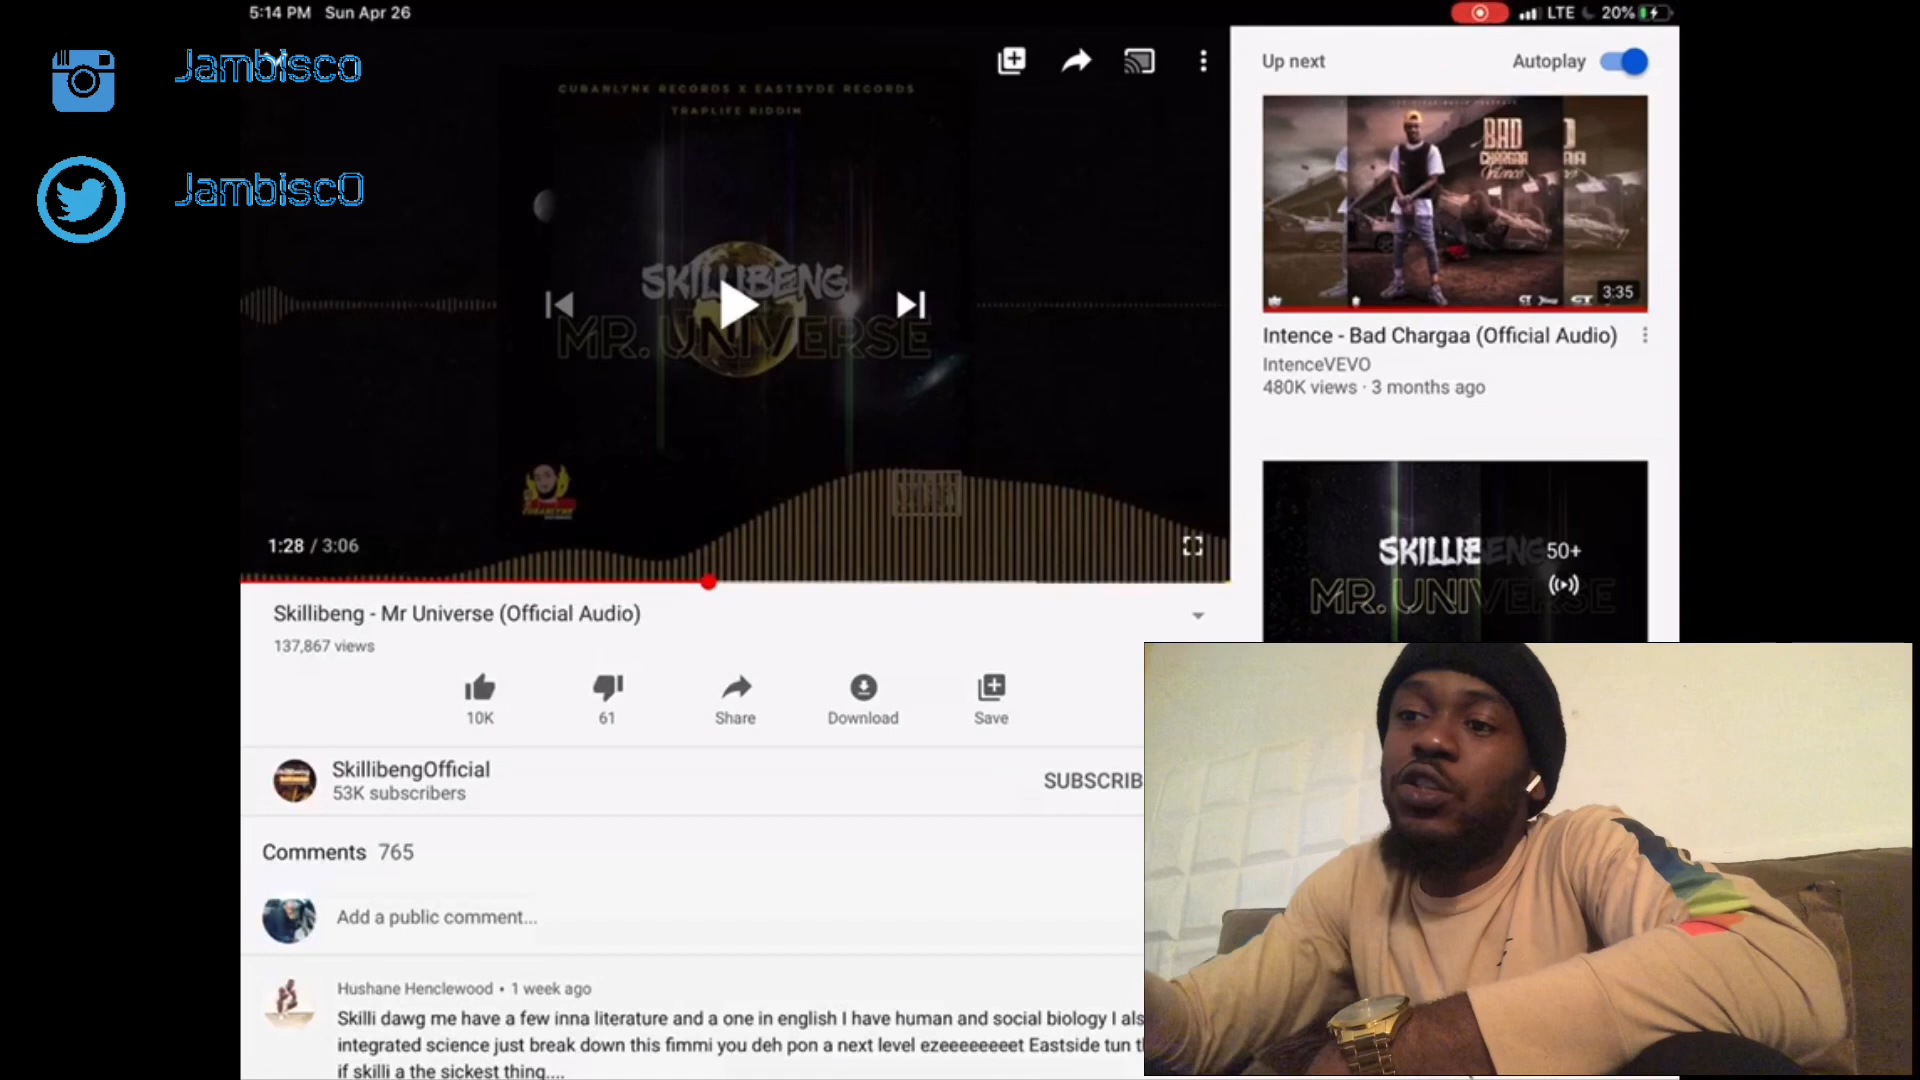 5:14 PM Sun Apr 26
LTE 20%
Jambisco
Jambisc0
CUBANLYNK RECORDS X EASTSYDE RECORDS
TRAPLIFE RIDDIM
SKILLIBENG
MR. UNIVERSE
1:28 / 3:06
Skillibeng - Mr Universe (Official Audio)
137,867 views
10K
61
Share
Download
Save
SkillibengOfficial
53K subscribers
SUBSCRIB
Comments 765
Add a public comment...
Hushane Henclewood • 1 week ago
Skilli dawg me have a few inna literature and a one in english I have human and social biology I als
integrated science just break down this fimmi you deh pon a next level ezeeeeeeeet Eastside tun t
if skilli a the sickest thing....
Up next
Autoplay
BAD
CHARGAA
Intence
3:35
Intence - Bad Chargaa (Official Audio)
IntenceVEVO
480K views · 3 months ago
SKILLIBENG
MR. UNIVERSE
50+